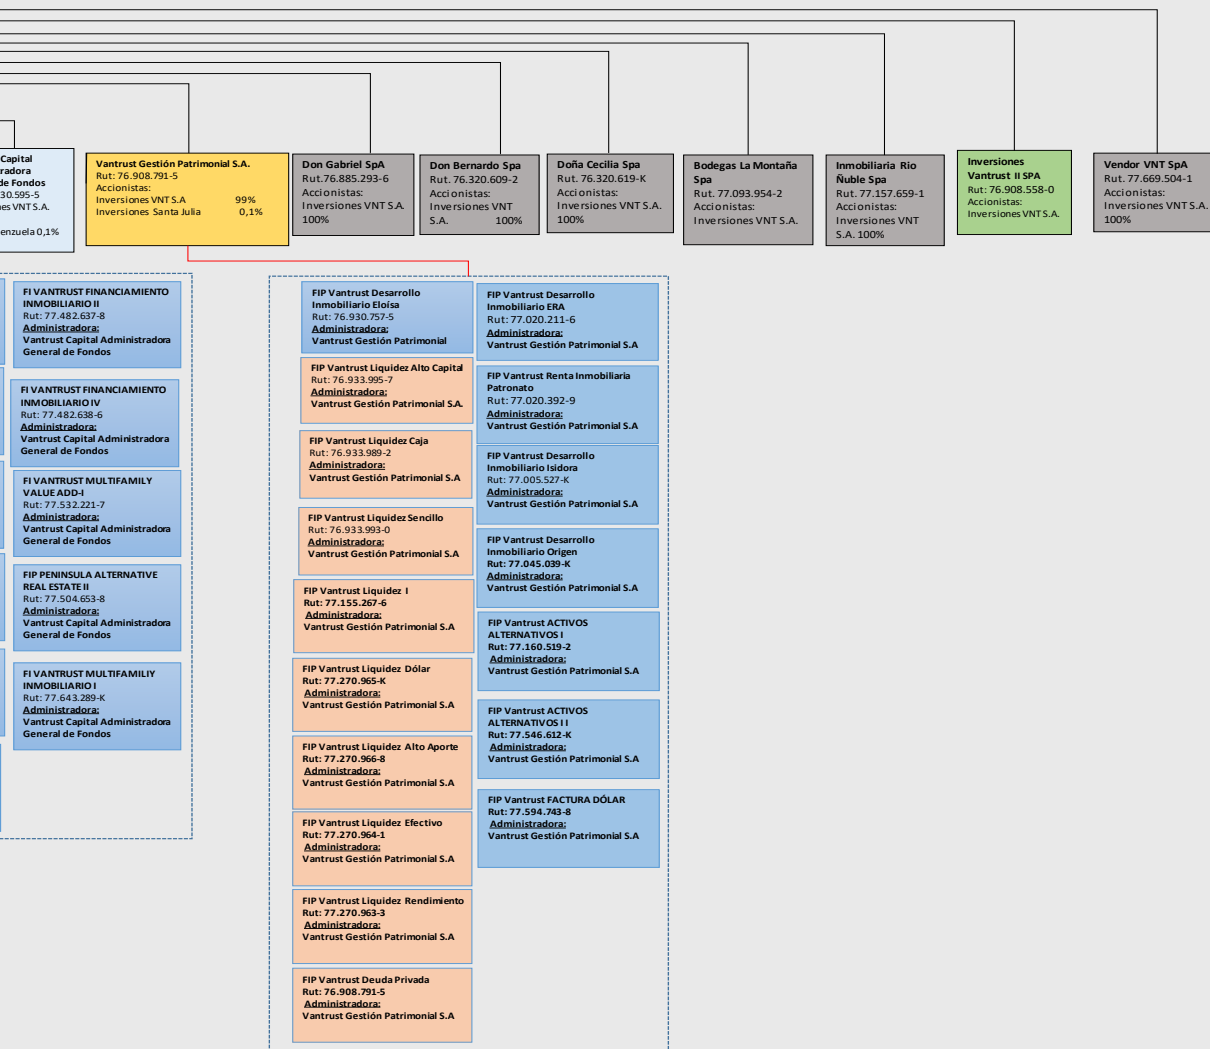 Capital
radora
de Fondos
30.595-5
nes VNT S.A.
enzuela 0,1%
Vantrust Gestión Patrimonial S.A.
Rut: 76.908.791-5
Accionistas:
Inversiones VNT S.A 99%
Inversiones Santa Julia 0,1%
Don Gabriel SpA
Rut.76.885.293-6
Accionistas:
Inversiones VNT S.A.
100%
Don Bernardo Spa
Rut. 76.320.609-2
Accionistas:
Inversiones VNT
S.A. 100%
Doña Cecilia Spa
Rut. 76.320.619-K
Accionistas:
Inversiones VNT S.A.
100%
Bodegas La Montaña
Spa
Rut. 77.093.954-2
Accionistas:
Inversiones VNT S.A.
Inmobiliaria Rio
Ñuble Spa
Rut. 77.157.659-1
Accionistas:
Inversiones VNT
S.A. 100%
Inversiones
Vantrust II SPA
Rut: 76.908.558-0
Accionistas:
Inversiones VNT S.A.
Vendor VNT SpA
Rut. 77.669.504-1
Accionistas:
Inversiones VNT S.A.
100%
FI VANTRUST FINANCIAMIENTO
INMOBILIARIO II
Rut: 77.482.637-8
Administradora:
Vantrust Capital Administradora
General de Fondos
FI VANTRUST FINANCIAMIENTO
INMOBILIARIO IV
Rut: 77.482.638-6
Administradora:
Vantrust Capital Administradora
General de Fondos
FI VANTRUST MULTIFAMILY
VALUE ADD-I
Rut: 77.532.221-7
Administradora:
Vantrust Capital Administradora
General de Fondos
FIP PENINSULA ALTERNATIVE
REAL ESTATE II
Rut: 77.504.653-8
Administradora:
Vantrust Capital Administradora
General de Fondos
FI VANTRUST MULTIFAMILIY
INMOBILIARIO I
Rut: 77.643.289-K
Administradora:
Vantrust Capital Administradora
General de Fondos
FIP Vantrust Desarrollo
Inmobiliario Eloísa
Rut: 76.930.757-5
Administradora:
Vantrust Gestión Patrimonial
FIP Vantrust Liquidez Alto Capital
Rut: 76.933.995-7
Administradora:
Vantrust Gestión Patrimonial S.A.
FIP Vantrust Liquidez Caja
Rut: 76.933.989-2
Administradora:
Vantrust Gestión Patrimonial S.A
FIP Vantrust Liquidez Sencillo
Rut: 76.933.993-0
Administradora:
Vantrust Gestión Patrimonial S.A
FIP Vantrust Liquidez I
Rut: 77.155.267-6
Administradora:
Vantrust Gestión Patrimonial S.A
FIP Vantrust Liquidez Dólar
Rut: 77.270.965-K
Administradora:
Vantrust Gestión Patrimonial S.A
FIP Vantrust Liquidez Alto Aporte
Rut: 77.270.966-8
Administradora:
Vantrust Gestión Patrimonial S.A
FIP Vantrust Liquidez Efectivo
Rut: 77.270.964-1
Administradora:
Vantrust Gestión Patrimonial S.A
FIP Vantrust Liquidez Rendimiento
Rut: 77.270.963-3
Administradora:
Vantrust Gestión Patrimonial S.A
FIP Vantrust Deuda Privada
Rut: 76.908.791-5
Administradora:
Vantrust Gestión Patrimonial S.A
FIP Vantrust Desarrollo
Inmobiliario ERA
Rut: 77.020.211-6
Administradora:
Vantrust Gestión Patrimonial S.A
FIP Vantrust Renta Inmobiliaria
Patronato
Rut: 77.020.392-9
Administradora:
Vantrust Gestión Patrimonial S.A
FIP Vantrust Desarrollo
Inmobiliario Isidora
Rut: 77.005.527-K
Administradora:
Vantrust Gestión Patrimonial S.A
FIP Vantrust Desarrollo
Inmobiliario Origen
Rut: 77.045.039-K
Administradora:
Vantrust Gestión Patrimonial S.A
FIP Vantrust ACTIVOS
ALTERNATIVOS I
Rut: 77.160.519-2
Administradora:
Vantrust Gestión Patrimonial S.A
FIP Vantrust ACTIVOS
ALTERNATIVOS I I
Rut: 77.546.612-K
Administradora:
Vantrust Gestión Patrimonial S.A
FIP Vantrust FACTURA DÓLAR
Rut: 77.594.743-8
Administradora:
Vantrust Gestión Patrimonial S.A